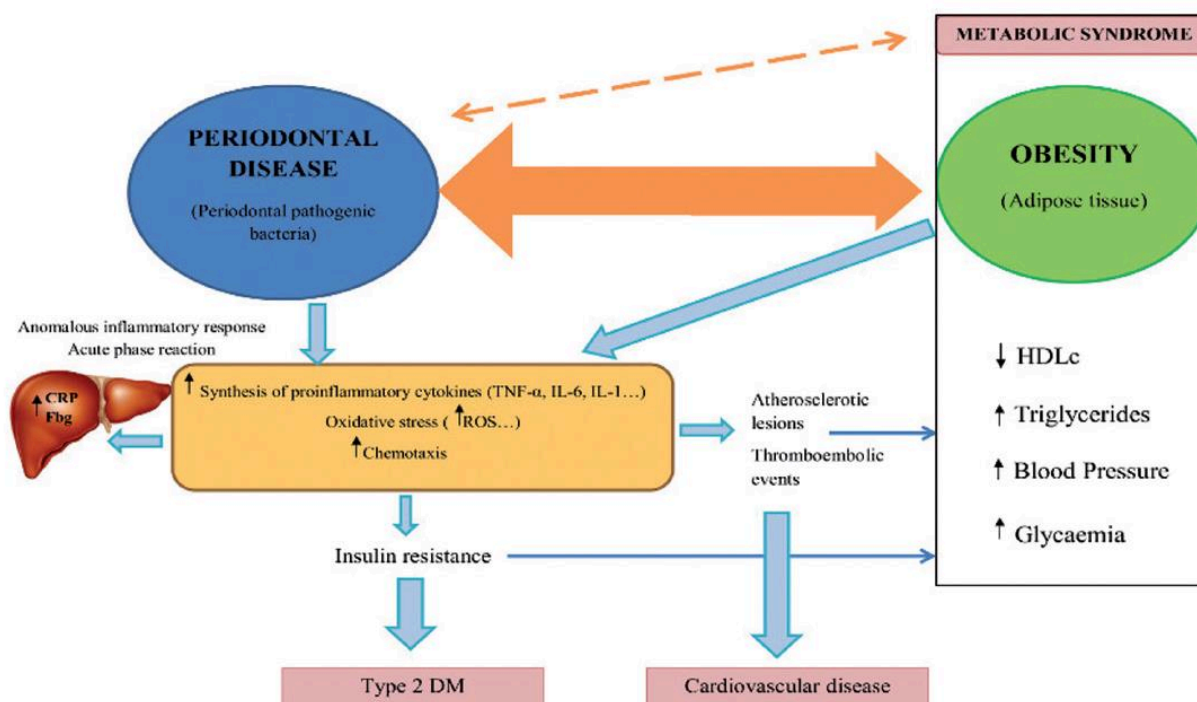 METABOLIC SYNDROME
PERIODONTAL
DISEASE
(Periodontal pathogenic
bacteria)
OBESITY
(Adipose tissue)
Anomalous inflammatory response
Acute phase reaction
CRP
Fbg
Synthesis of proinflammatory cytokines (TNF-α, IL-6, IL-1…)
Oxidative stress ( ↑ROS…)
↑Chemotaxis
Atherosclerotic
lesions
Thromboembolic
events
↓ HDLc
↑ Triglycerides
↑ Blood Pressure
↑ Glycaemia
Insulin resistance
Type 2 DM
Cardiovascular disease